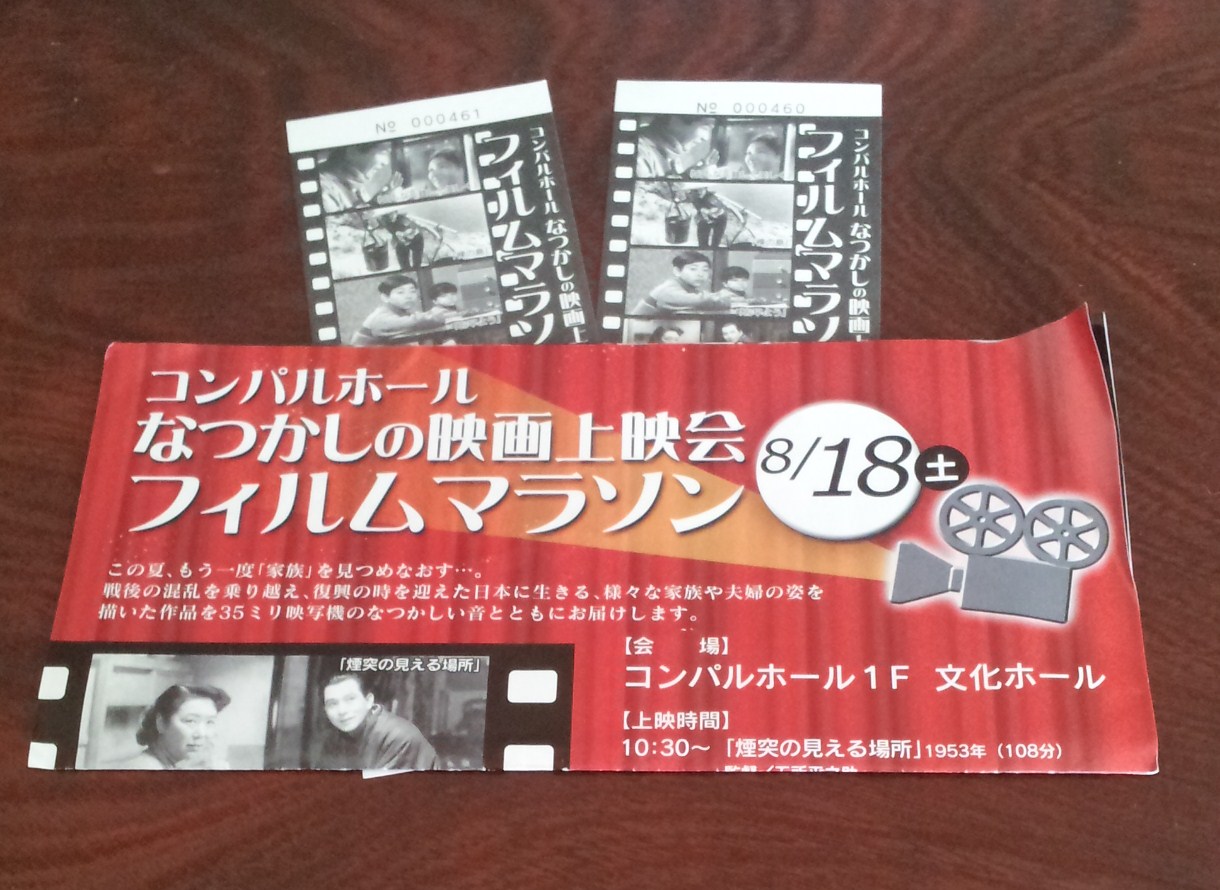 № 000461
コンパルホール なつかしの映画上
フィルムマラソ
№ 000460
コンパルホール なつかしの映画上
フィルムマラソ
コンパルホール
なつかしの映画上映会
フィルムマラソン
8/18 土
この夏、もう一度「家族」を見つめなおす…。
戦後の混乱を乗り越え、復興の時を迎えた日本に生きる、様々な家族や夫婦の姿を
描いた作品を35ミリ映写機のなつかしい音とともにお届けします。
「煙突の見える場所」
【会　場】
コンパルホール1F 文化ホール
【上映時間】
10:30～「煙突の見える場所」1953年（108分）